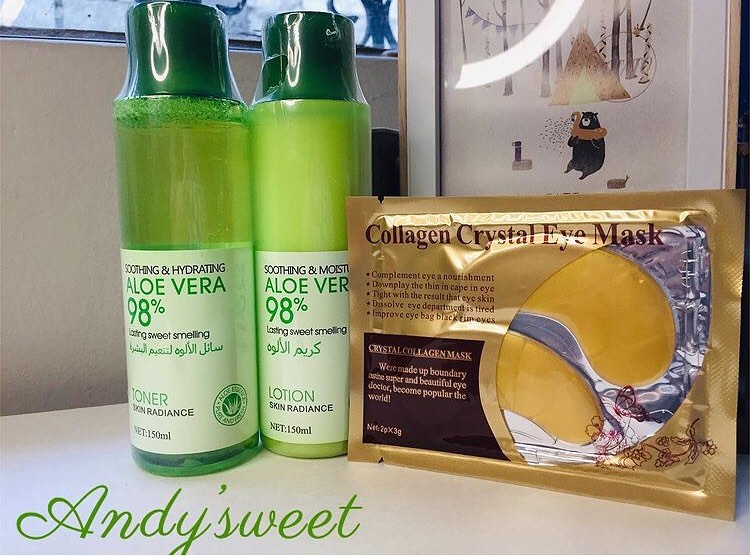 SOOTHING & HYDRATING
ALOE VERA
98%
Lasting sweet smelling
سائل الألوه لتنعيم البشرة
TONER
SKIN RADIANCE
NET:150ml
SOOTHING & MOISTU
ALOE VER
98%
Lasting sweet smelling
كريم الألوه
LOTION
SKIN RADIANCE
NET:150ml
Collagen Crystal Eye Mask
★Complement eye a nourishment
★Downplay the thin in cape in eye
★Tight with the result that eye skin
★Dissolve eye department is tired
★Improve eye bag black rim eyes
CRYSTAL COLLAGEN MASK
Were made up boundary
asthe super and beautiful eye
doctor, become popular the
world!
Net:2p×3g
Andy'sweet